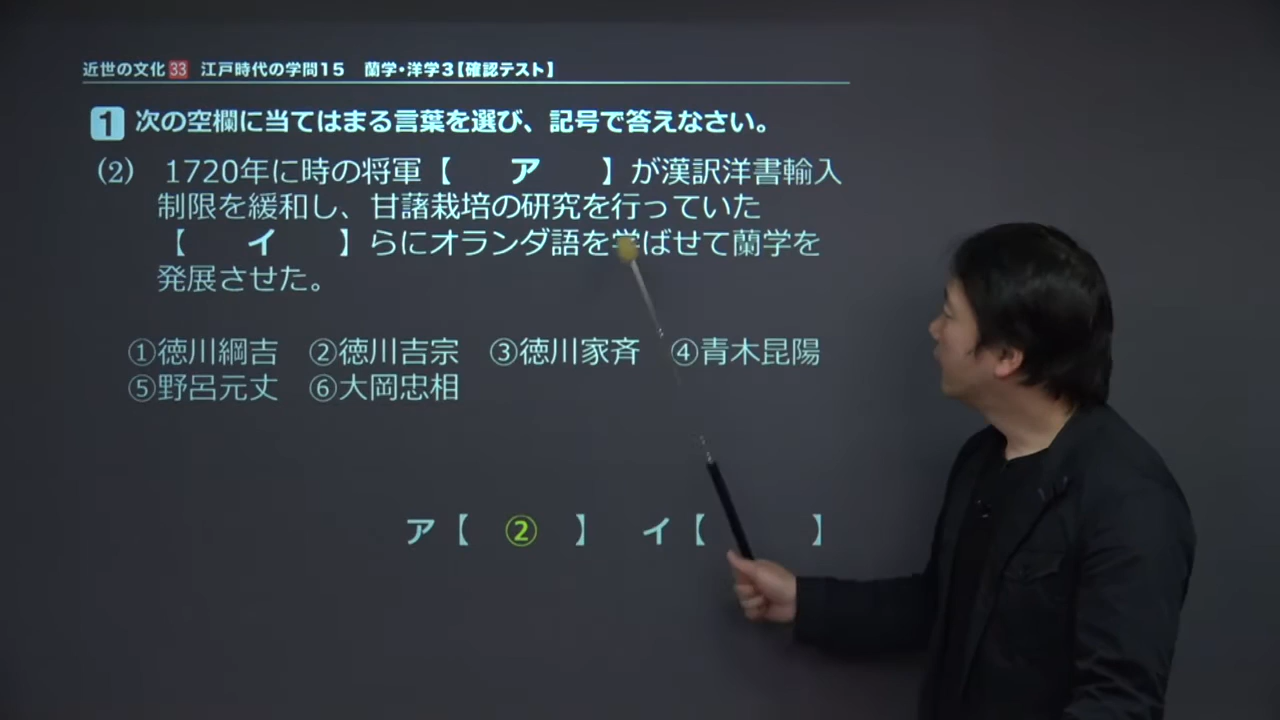 近世の文化33 江戸時代の学問15 蘭学・洋学3【確認テスト】
1 次の空欄に当てはまる言葉を選び、記号で答えなさい。
(2) 1720年に時の将軍【 ア 】が漢訳洋書輸入
制限を緩和し、甘藷栽培の研究を行っていた
【 イ 】らにオランダ語を学ばせて蘭学を
発展させた。
①徳川綱吉 ②徳川吉宗 ③徳川家斉 ④青木昆陽
⑤野呂元丈 ⑥大岡忠相
ア【 ② 】 イ【 】